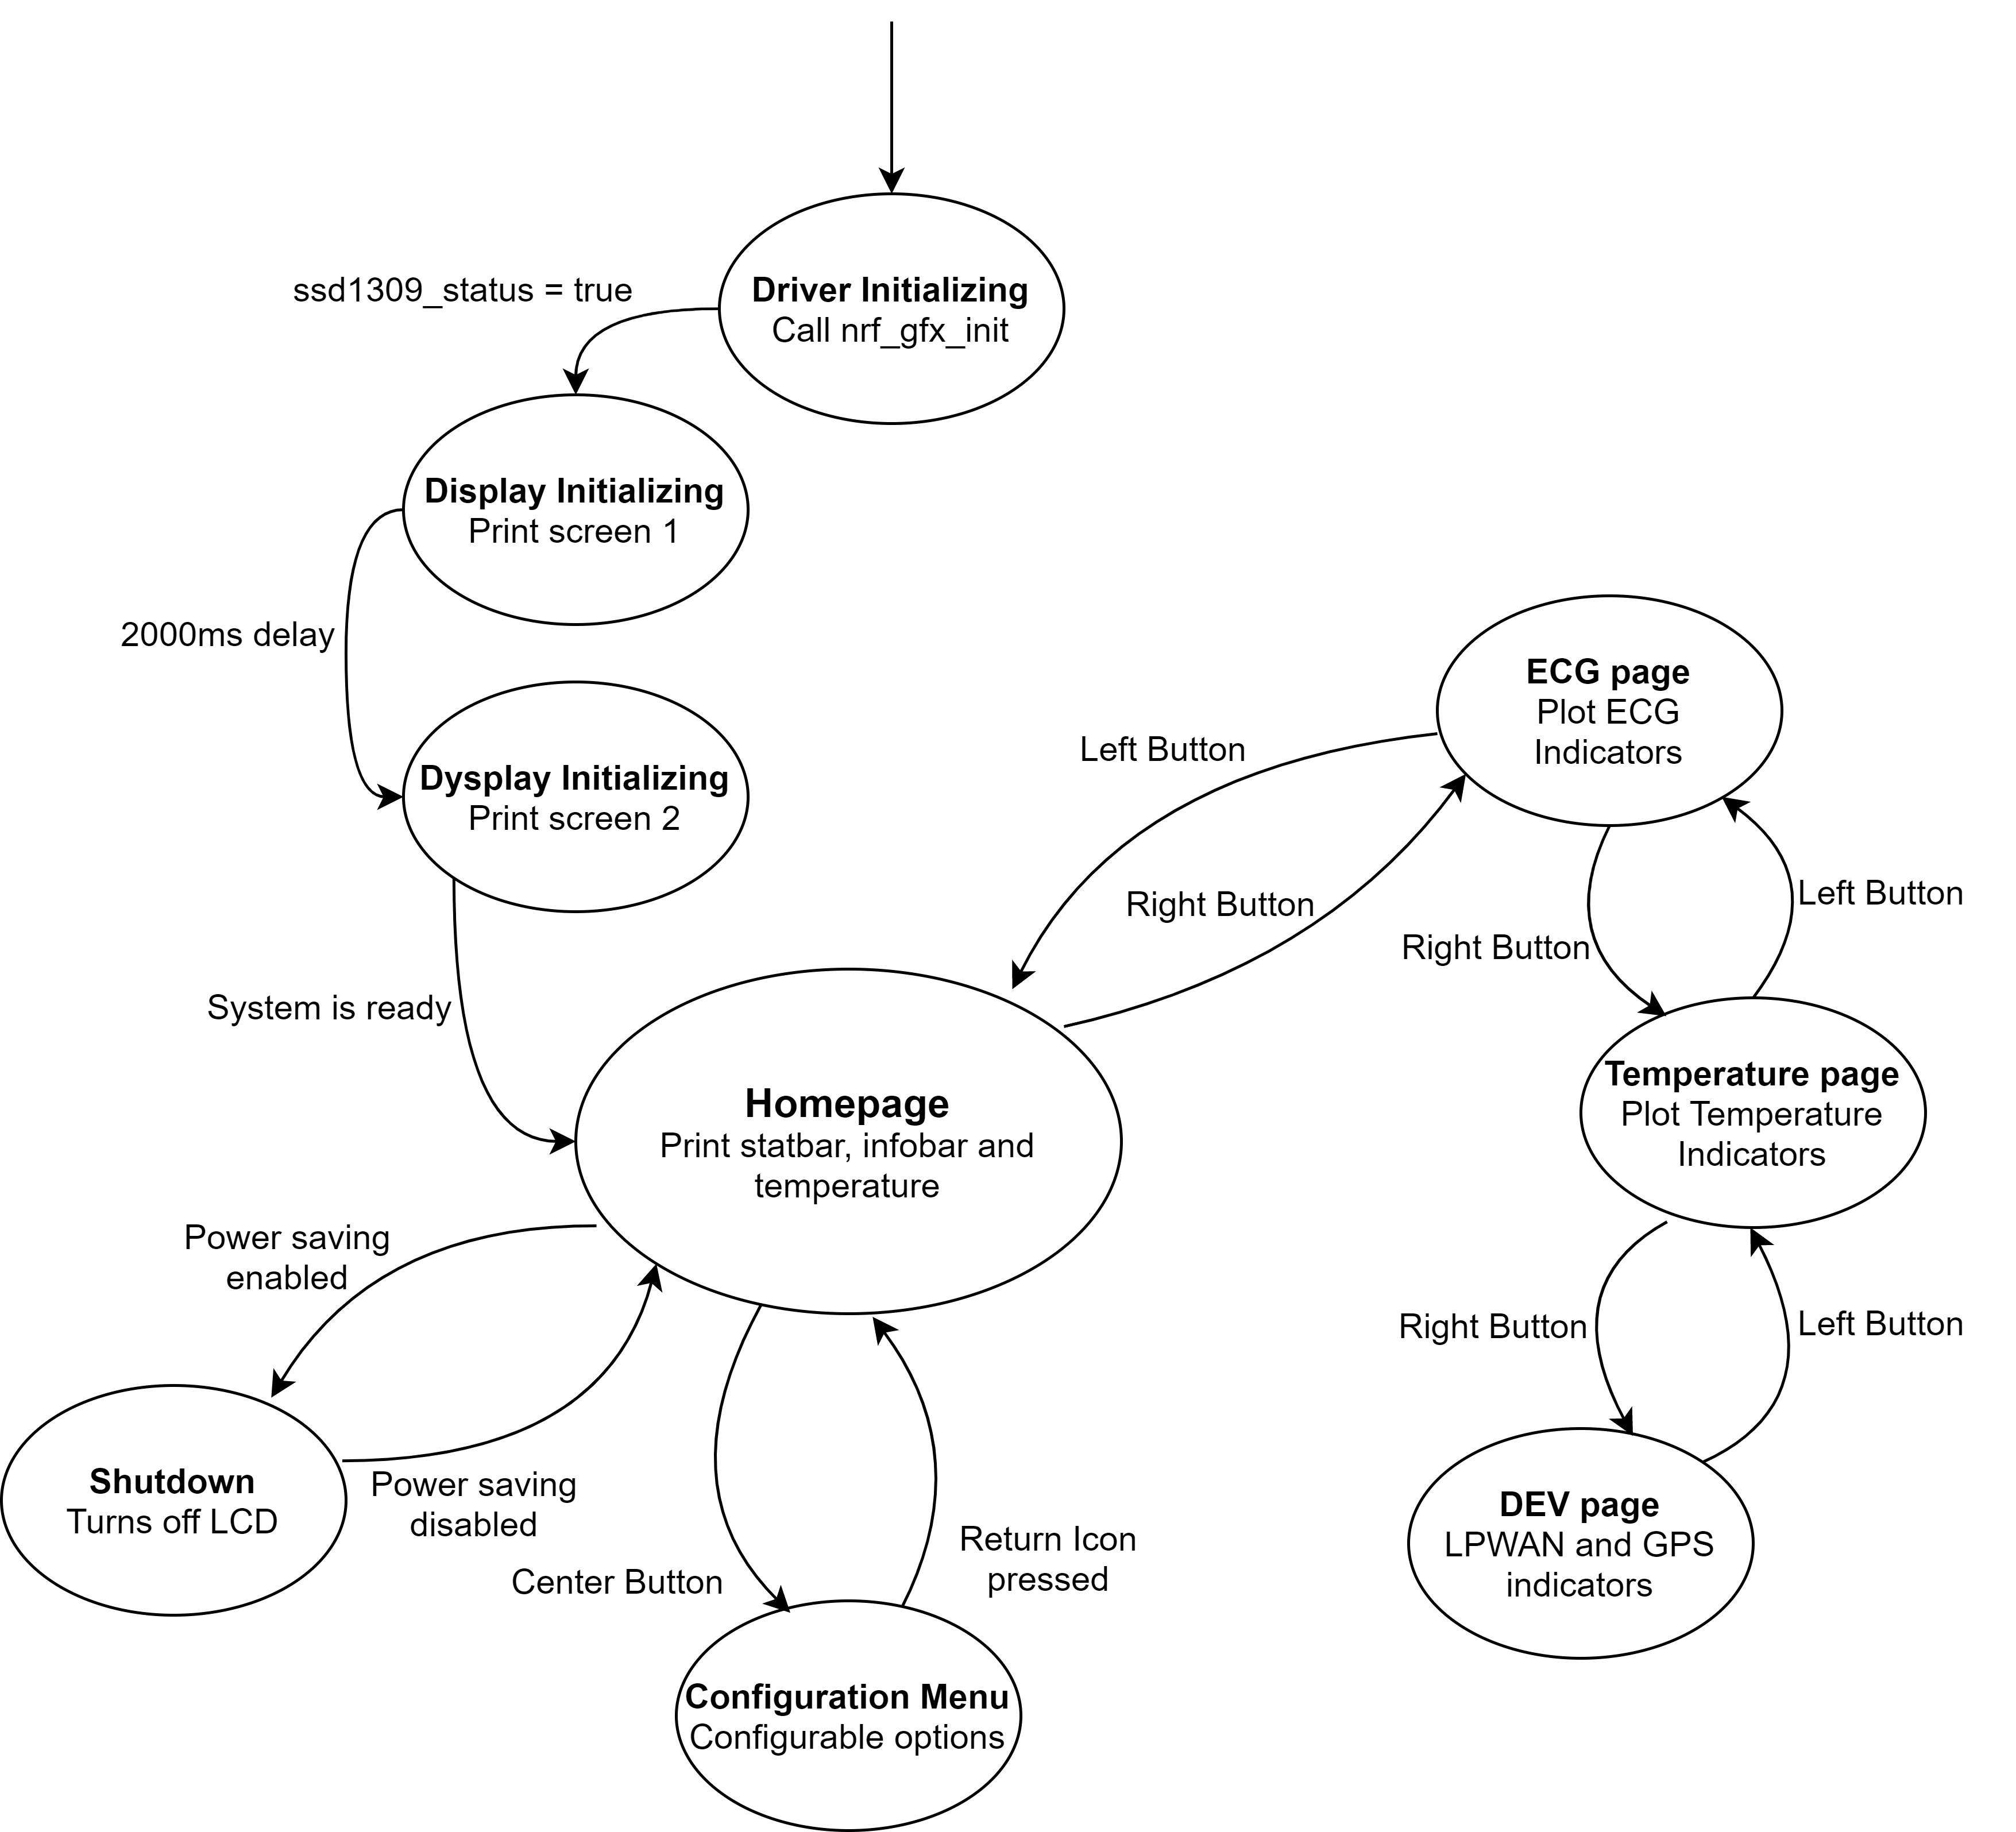 ssd1309_status = true
Driver Initializing
Call nrf_gfx_init
Display Initializing
Print screen 1
2000ms delay
Dysplay Initializing
Print screen 2
System is ready
ECG page
Plot ECG
Indicators
Left Button
Right Button
Right Button
Left Button
Homepage
Print statbar, infobar and
temperature
Temperature page
Plot Temperature
Indicators
Power saving
enabled
Right Button
Left Button
Shutdown
Turns off LCD
Power saving
disabled
Center Button
Return Icon
pressed
DEV page
LPWAN and GPS
indicators
Configuration Menu
Configurable options